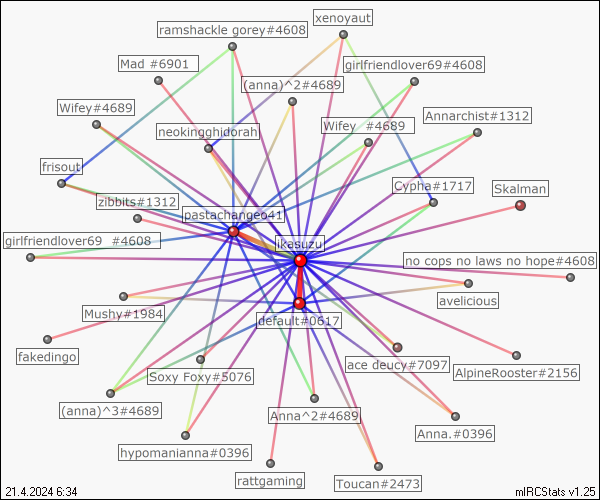 xenoyaut
ramshackle gorey#4608
Mad #6901
girlfriendlover69#4608
(anna)^2#4689
Wifey#4689
Annarchist#1312
neokingghidorah
Wifey  #4689
frisout
Cypha#1717
Skalman
zibbits#1312
pastachangeo41
girlfriendlover69  #4608
ikasuzu
no cops no laws no hope#4608
avelicious
Mushy#1984
default#0617
fakedingo
ace deucy#7097
AlpineRooster#2156
Soxy Foxy#5076
(anna)^3#4689
Anna^2#4689
Anna.#0396
hypomanianna#0396
rattgaming
Toucan#2473
21.4.2024 6:34
mIRCStats v1.25